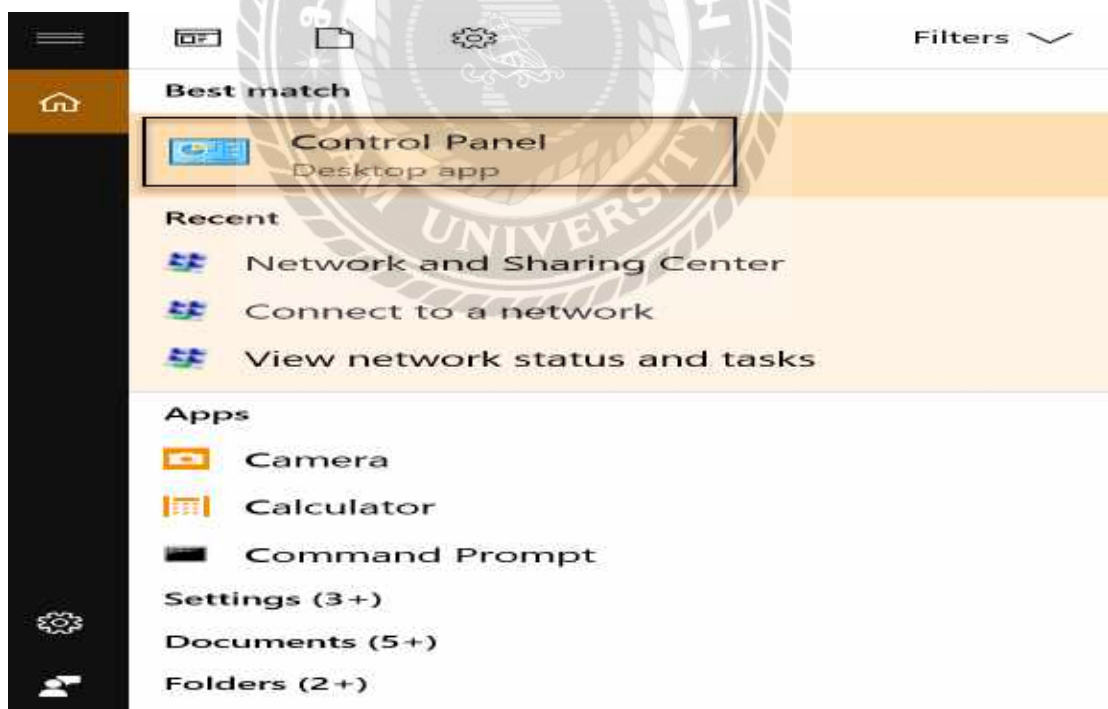 Filters
Best match
Control Panel
Desktop app
Recent
Network and Sharing Center
Connect to a network
View network status and tasks
Apps
Camera
Calculator
Command Prompt
Settings (3+)
Documents (5+)
Folders (2+)
UNIVERSITY